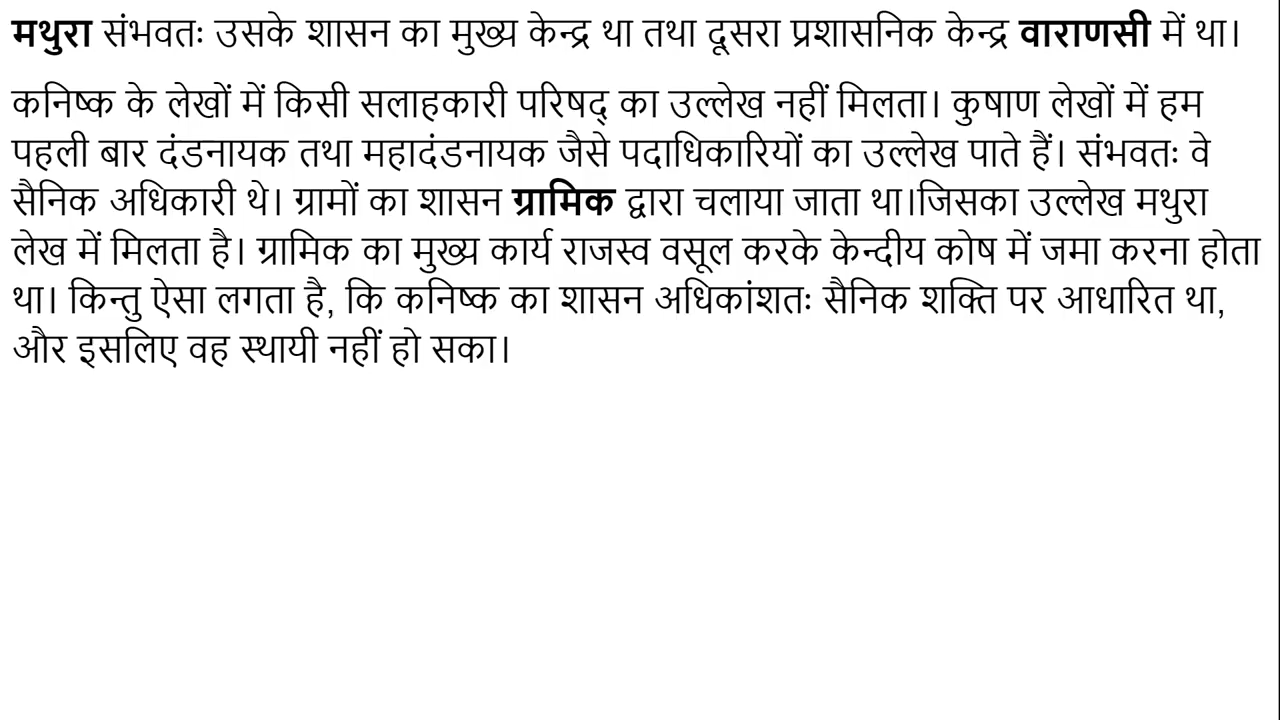 मथुरा संभवतः उसके शासन का मुख्य केन्द्र था तथा दूसरा प्रशासनिक केन्द्र वाराणसी में था।
कनिष्क के लेखों में किसी सलाहकारी परिषद् का उल्लेख नहीं मिलता। कुषाण लेखों में हम
पहली बार दंडनायक तथा महादंडनायक जैसे पदाधिकारियों का उल्लेख पाते हैं। संभवतः वे
सैनिक अधिकारी थे। ग्रामों का शासन ग्रामिक द्वारा चलाया जाता था।जिसका उल्लेख मथुरा
लेख में मिलता है। ग्रामिक का मुख्य कार्य राजस्व वसूल करके केन्दीय कोष में जमा करना होता
था। किन्तु ऐसा लगता है, कि कनिष्क का शासन अधिकांशतः सैनिक शक्ति पर आधारित था,
और इसलिए वह स्थायी नहीं हो सका।